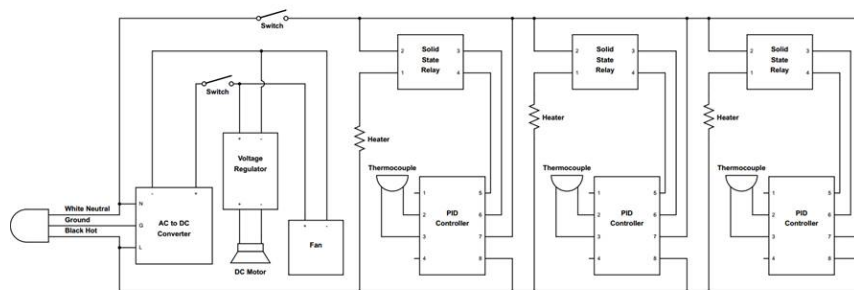 Switch
Solid
State
Relay
2
1
3
4
Solid
State
Relay
2
1
3
4
Solid
State
Relay
2
1
3
4
Switch
Heater
Heater
Heater
Voltage
Regulator
+
-
+
-
Thermocouple
Thermocouple
Thermocouple
White Neutral
Ground
Black Hot
-
+
N
G
L
AC to DC
Converter
DC Motor
+
-
Fan
PID
Controller
1
2
3
4
5
6
7
8
PID
Controller
1
2
3
4
5
6
7
8
PID
Controller
1
2
3
4
5
6
7
8